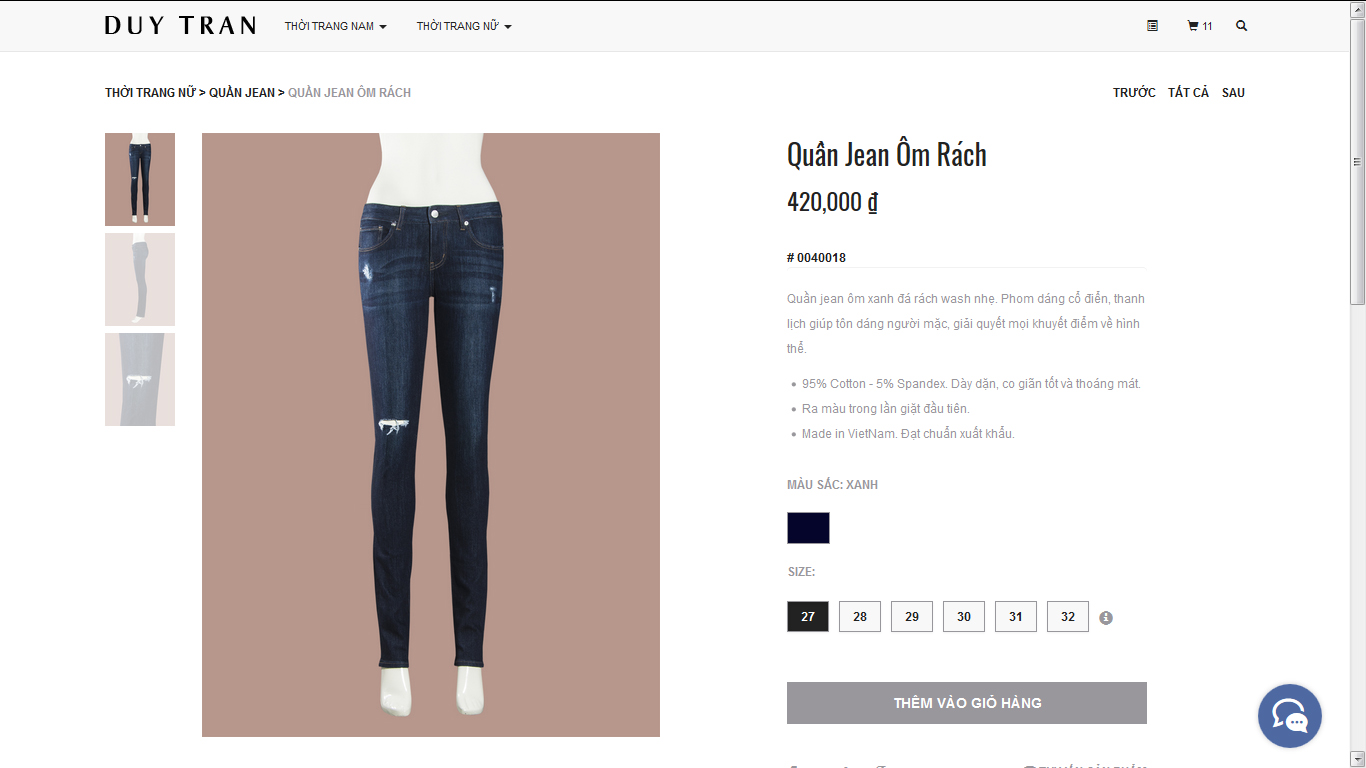 DUY TRAN
THỜI TRANG NAM
THỜI TRANG NỮ
11
THỜI TRANG NỮ > QUẦN JEAN > QUẦN JEAN ÔM RÁCH
TRƯỚC TẤT CẢ SAU
Quần Jean Ôm Rách
420,000 ₫
# 0040018
Quần jean ôm xanh đá rách wash nhẹ. Phom dáng cổ điển, thanh
lịch giúp tôn dáng người mặc, giải quyết mọi khuyết điểm về hình
thể.
• 95% Cotton - 5% Spandex. Dày dặn, co giãn tốt và thoáng mát.
• Ra màu trong lần giặt đầu tiên.
• Made in VietNam. Đạt chuẩn xuất khẩu.
MÀU SẮC: XANH
SIZE:
27 28 29 30 31 32
THÊM VÀO GIỎ HÀNG